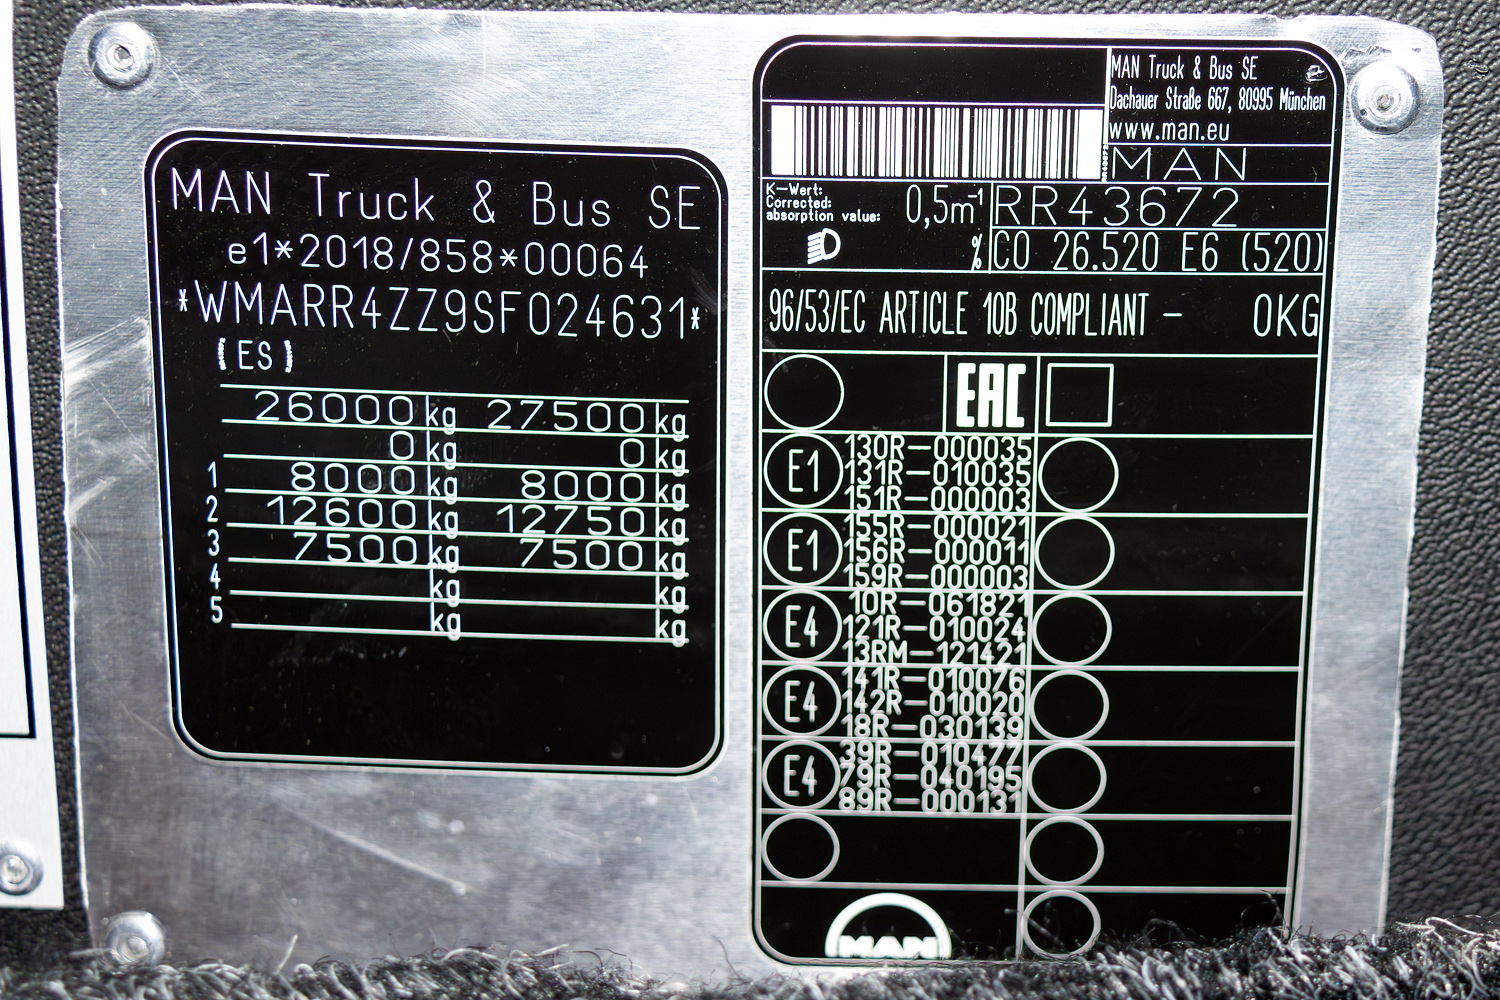 MAN Truck & Bus SE
e1*2018/858*00064
*WMARR4ZZ9SF024631*
(ES)
26000 kg 27500 kg
0 kg 0 kg
1 8000 kg 8000 kg
2 12600 kg 12750 kg
3 7500 kg 7500 kg
4 kg kg
5 kg kg
MAN Truck & Bus SE
Dachauer Straße 667, 80995 München
www.man.eu
MAN
K-Wert:
Corrected:
absorption value: 0,5m⁻¹
RR43672
% CO 26.520 E6 (520)
96/53/EC ARTICLE 10B COMPLIANT – 0KG
EAC
E1
130R–000035
131R–010035
151R–000003
E1
155R–000021
156R–000011
159R–000003
E4
10R–061821
121R–010024
13RM–121421
E4
141R–010076
142R–010020
18R–030139
E4
39R–010477
79R–040195
89R–000131
MAN